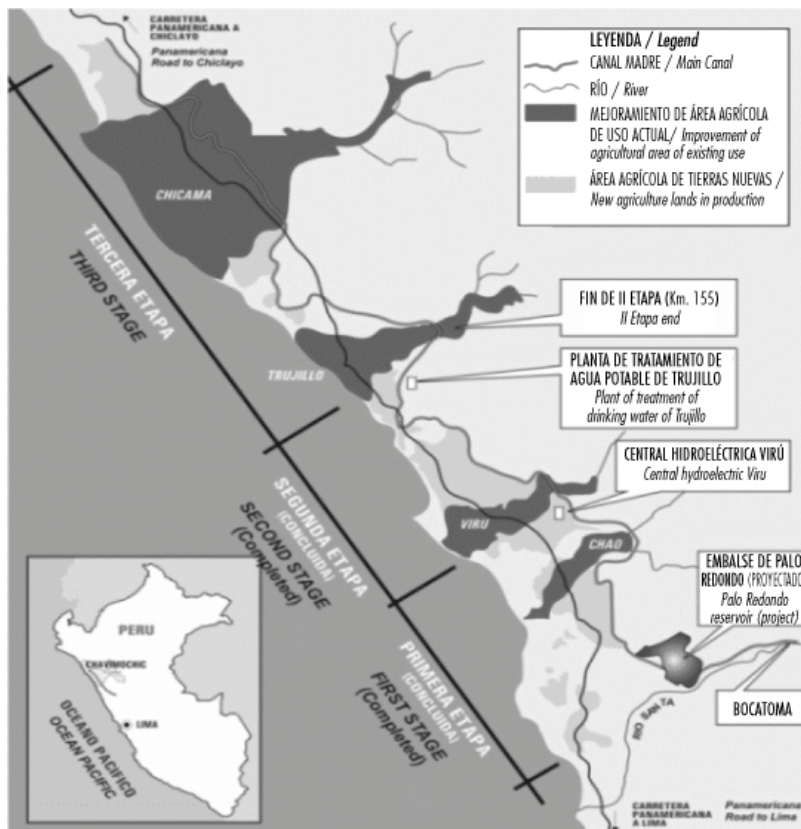 CARRETERA
PANAMERICANA A
CHICLAYO
Panamericana
Road to Chiclayo
LEYENDA / Legend
CANAL MADRE / Main Canal
RÍO / River
MEJORAMIENTO DE ÁREA AGRÍCOLA
DE USO ACTUAL/ Improvement of
agricultural area of existing use
ÁREA AGRÍCOLA DE TIERRAS NUEVAS /
New agriculture lands in production
CHICAMA
TERCERA ETAPA
THIRD STAGE
FIN DE II ETAPA (Km. 155)
II Etapa end
TRUJILLO
PLANTA DE TRATAMIENTO DE
AGUA POTABLE DE TRUJILLO
Plant of treatment of
drinking water of Trujillo
CENTRAL HIDROELÉCTRICA VIRÚ
Central hydroelectric Viru
SEGUNDA ETAPA
(CONCLUIDA)
SECOND STAGE
(Completed)
VIRU
CHAO
EMBALSE DE PALO
REDONDO (PROYECTADO
Palo Redondo
reservoir (project)
PRIMERA ETAPA
(CONCLUIDA)
FIRST STAGE
(Completed)
BOCATOMA
RIO SANTA
PERU
CHAVIMOCHIC
LIMA
OCEANO PACIFICO
OCEAN PACIFIC
CARRETERA
PANAMERICANA
A LIMA
Panamericana
Road to Lima